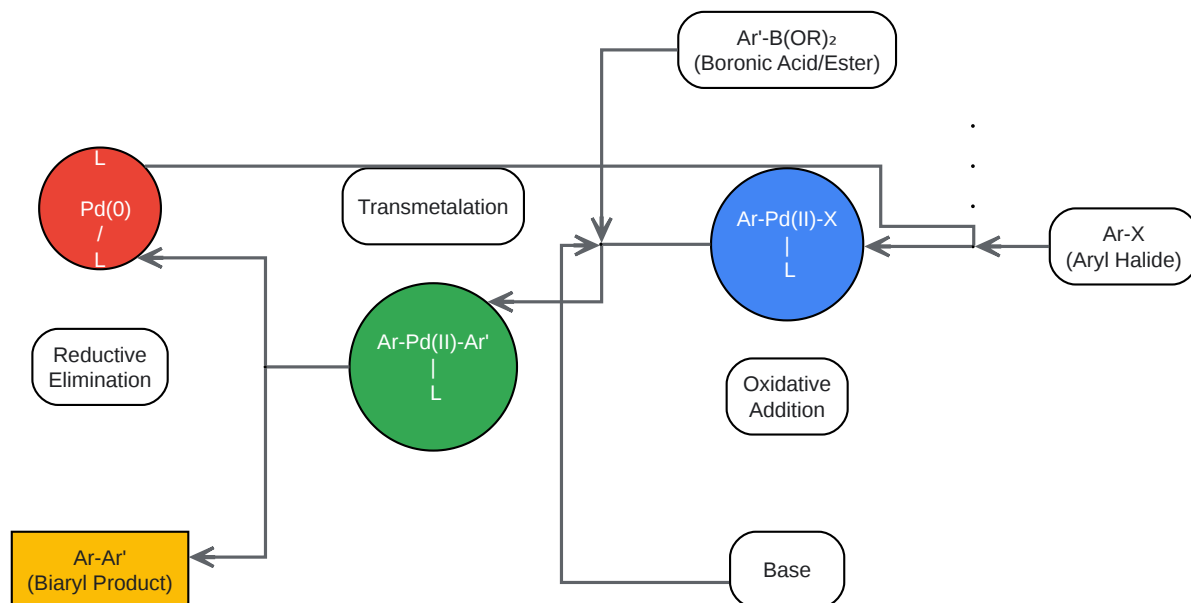 Ar'-B(OR)₂
(Boronic Acid/Ester)
L
Pd(0)
/
L
Transmetalation
Ar-Pd(II)-X
|
L
Ar-X
(Aryl Halide)
Ar-Pd(II)-Ar'
|
L
Reductive
Elimination
Oxidative
Addition
Ar-Ar'
(Biaryl Product)
Base